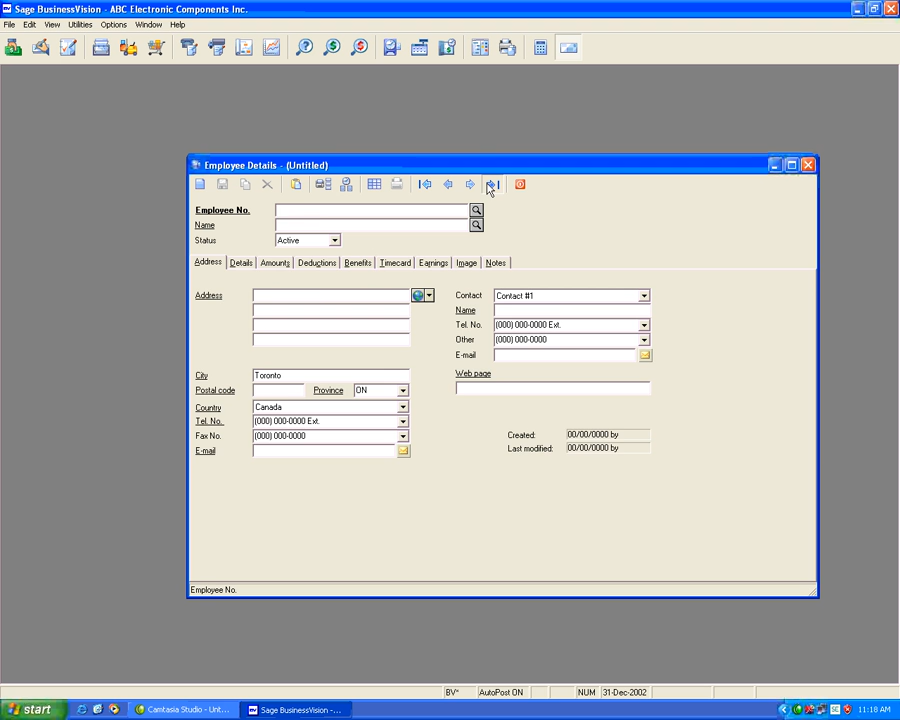 Sage BusinessVision - ABC Electronic Components Inc.
File Edit View Utilities Options Window Help
Employee Details - (Untitled)
Employee No.
Name
Status Active
Address Details Amounts Deductions Benefits Timecard Earnings Image Notes
Address Contact Contact #1
Name
Tel. No. (000) 000-0000 Ext.
Other (000) 000-0000
E-mail
City Toronto Web page
Postal code Province ON
Country Canada
Tel. No. (000) 000-0000 Ext.
Fax No. (000) 000-0000 Created: 00/00/0000 by
E-mail Last modified: 00/00/0000 by
Employee No.
BV* AutoPost ON NUM 31-Dec-2002
start Camtasia Studio - Unt... Sage BusinessVision -... SE 11:18 AM